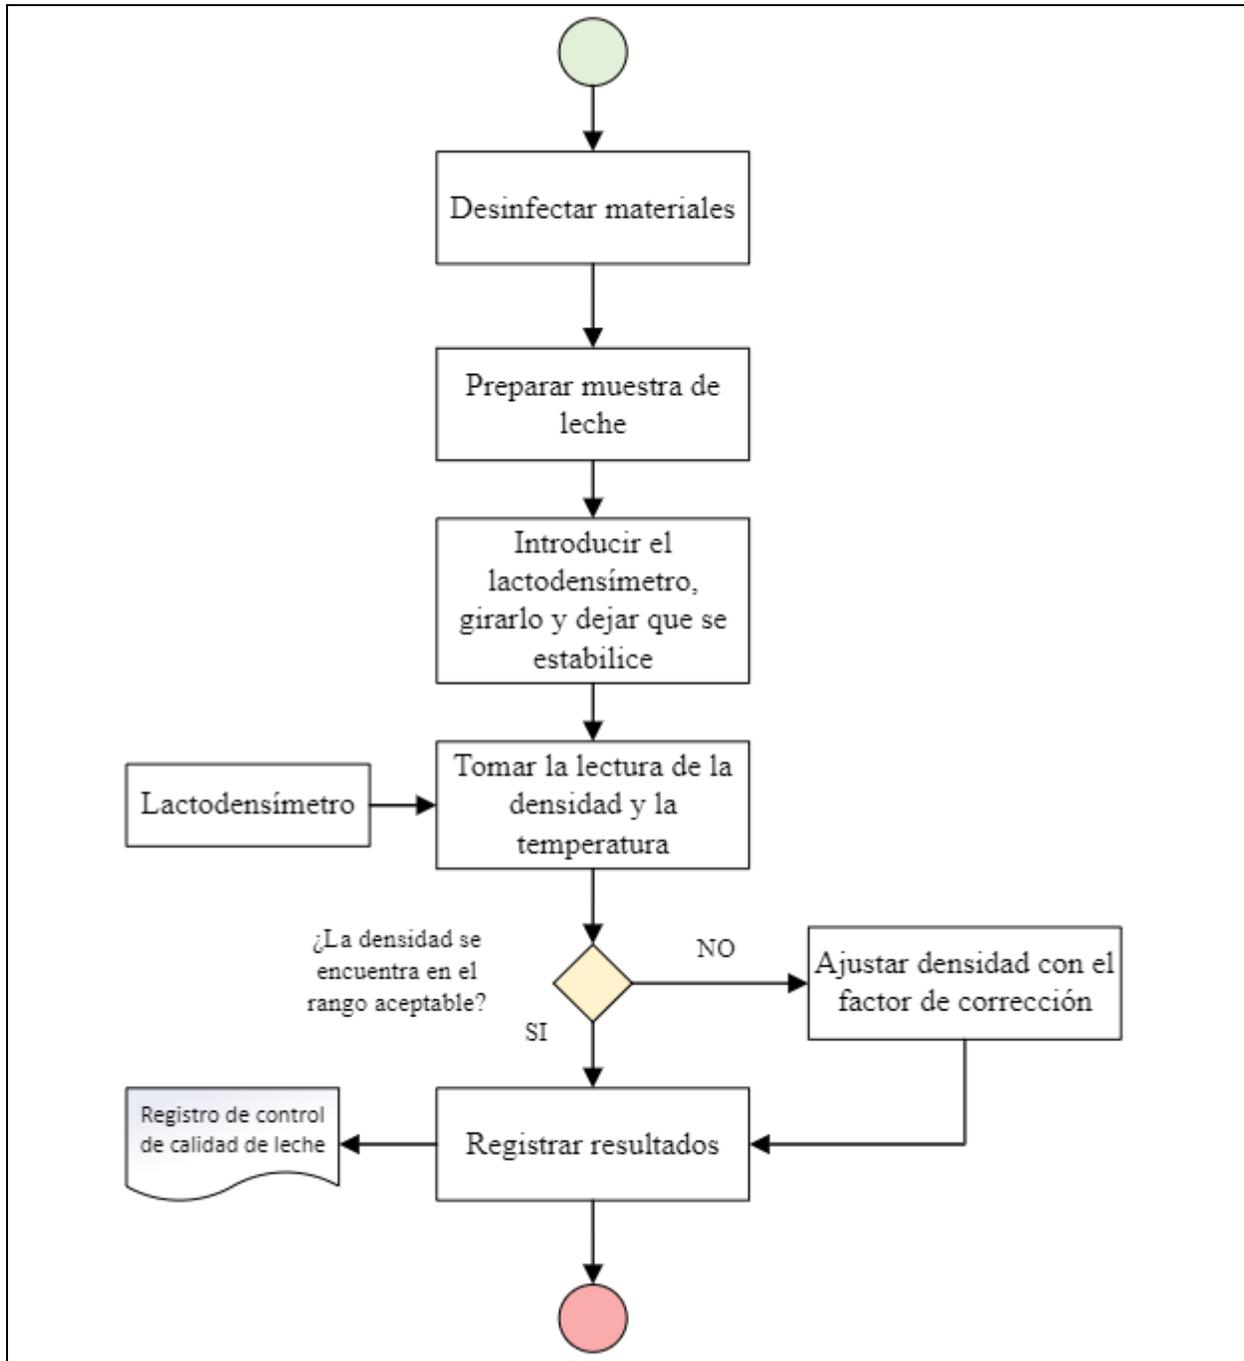 Desinfectar materiales
Preparar muestra de
leche
Introducir el
lactodensímetro,
girarlo y dejar que se
estabilice
Lactodensímetro
Tomar la lectura de la
densidad y la
temperatura
¿La densidad se
encuentra en el
rango aceptable?
NO
SI
Ajustar densidad con el
factor de corrección
Registro de control
de calidad de leche
Registrar resultados